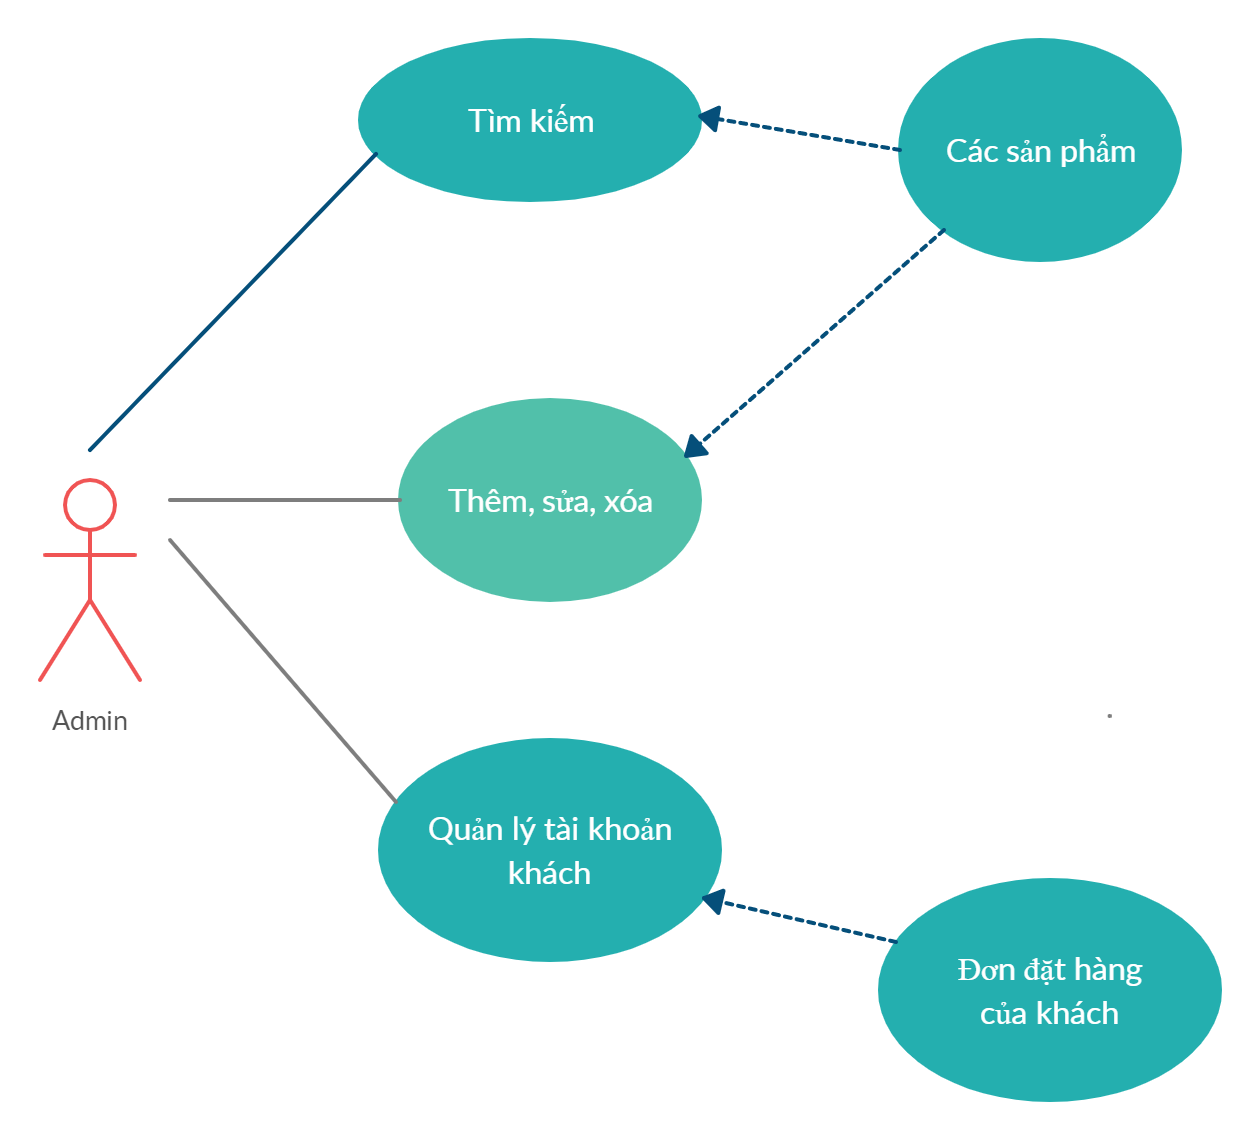 Tìm kiếm
Các sản phẩm
Thêm, sửa, xóa
Admin
Quản lý tài khoản
khách
Đơn đặt hàng
của khách